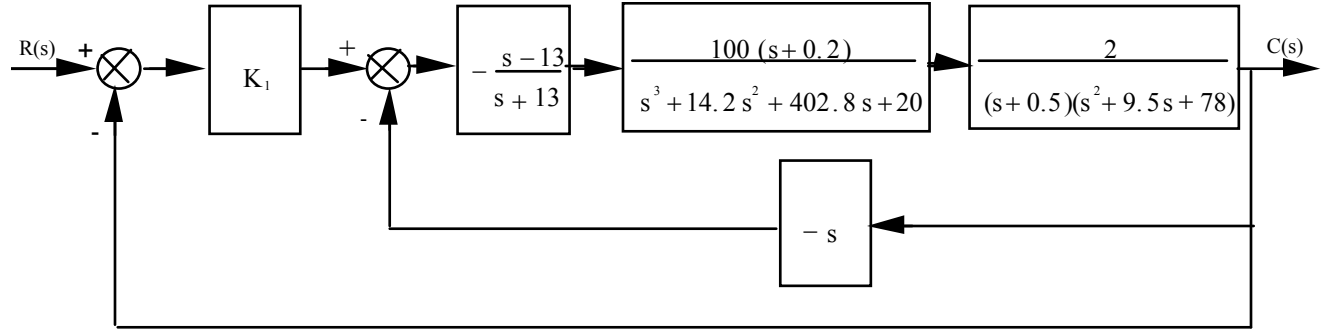 R(s)
+
-
K₁
+
-
− s − 13
s + 13
100 (s + 0.2)
s³ + 14.2 s² + 402.8 s + 20
2
(s + 0.5)(s² + 9.5 s + 78)
C(s)
− s